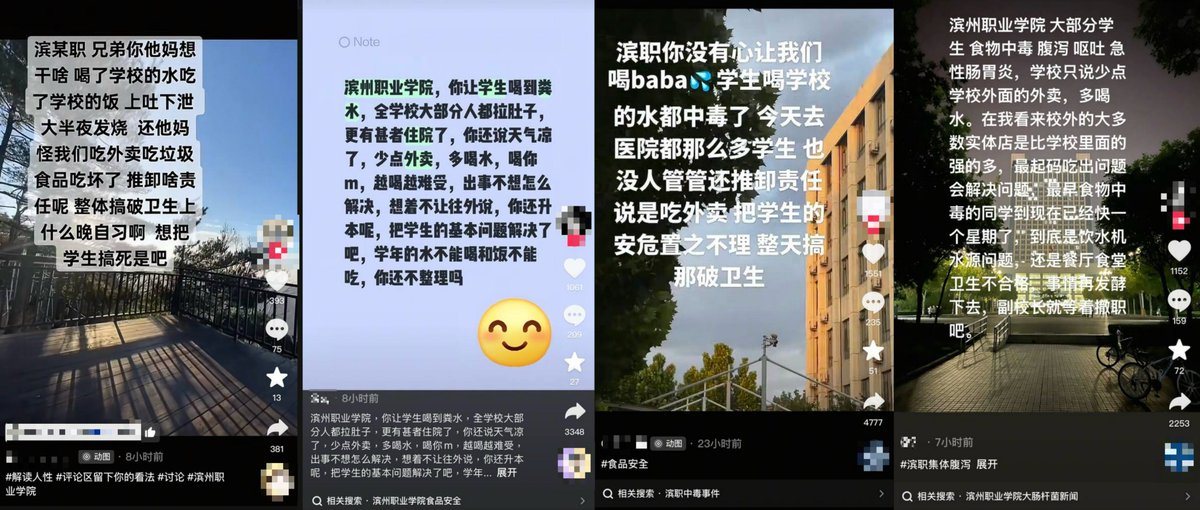 滨某职 兄弟你他妈想
干啥 喝了学校的水吃
了学校的饭 上吐下泄
大半夜发烧 还他妈
怪我们吃外卖吃垃圾
食品吃坏了 推卸啥责
任呢 整体搞破卫生上
什么晚自习啊 想把
学生搞死是吧
393
75
13
381
动图 · 8小时前
#解读人性 #评论区留下你的看法 #讨论 #滨州职
业学院
Note
滨州职业学院，你让学生喝到粪
水，全学校大部分人都拉肚子，
更有甚者住院了，你还说天气凉
了，少点外卖，多喝水，喝你
m，越喝越难受，出事不想怎么
解决，想着不让往外说，你还升
本呢，把学生的基本问题解决了
吧，学年的水不能喝和饭不能
吃，你还不整理吗
1061
209
27
3348
· 8小时前
滨州职业学院，你让学生喝到粪水，全学校大部
分人都拉肚子，更有甚者住院了，你还说天气凉
了，少点外卖，多喝水，喝你m，越喝越难受，
出事不想怎么解决，想着不让往外说，你还升本
呢，把学生的基本问题解决了吧，学年... 展开
相关搜索 · 滨州职业学院食品安全
滨职你没有心让我们
喝baba💦 学生喝学校
的水都中毒了 今天去
医院都那么多学生 也
没人管管还推卸责任
说是吃外卖 把学生的
安危置之不理 整天搞
那破卫生
1551
235
51
4777
动图 · 23小时前
#食品安全
相关搜索 · 滨职中毒事件
滨州职业学院 大部分学
生 食物中毒 腹泻 呕吐 急
性肠胃炎，学校只说少点
学校外面的外卖，多喝
水。在我看来校外的大多
数实体店是比学校里面的
强的多，最起码吃出问题
会解决问题，最早食物中
毒的同学到现在已经快一
个星期了，到底是饮水机
水源问题，还是餐厅食堂
卫生不合格，事情再发酵
下去，副校长就等着撤职
吧。
1152
159
72
2253
· 7小时前
#滨职集体腹泻 展开
相关搜索 · 滨州职业学院大肠杆菌新闻